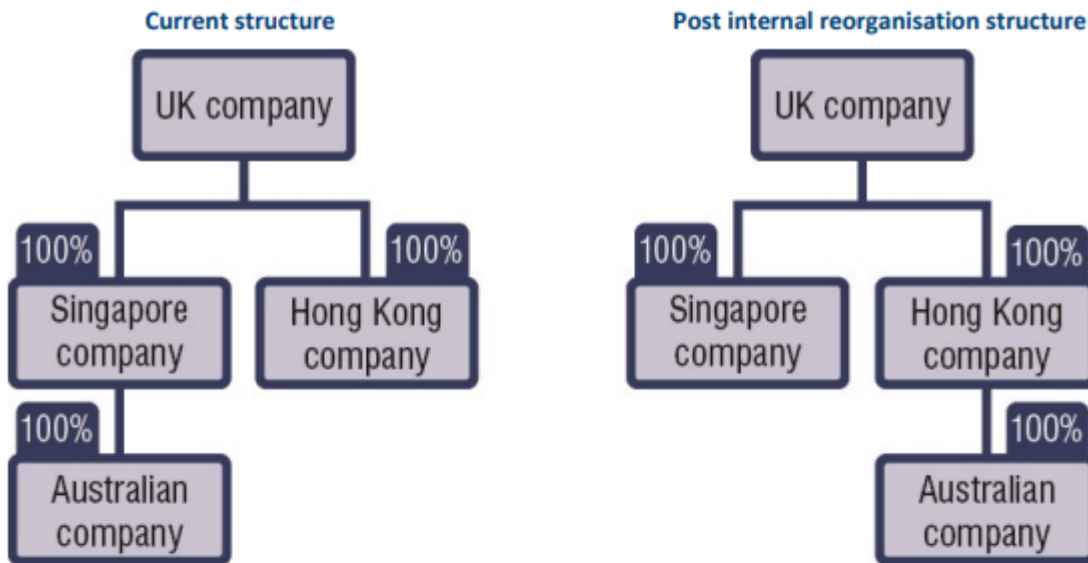 Current structure
UK company
100%
100%
Singapore
company
Hong Kong
company
100%
Australian
company
Post internal reorganisation structure
UK company
100%
100%
Singapore
company
Hong Kong
company
100%
Australian
company